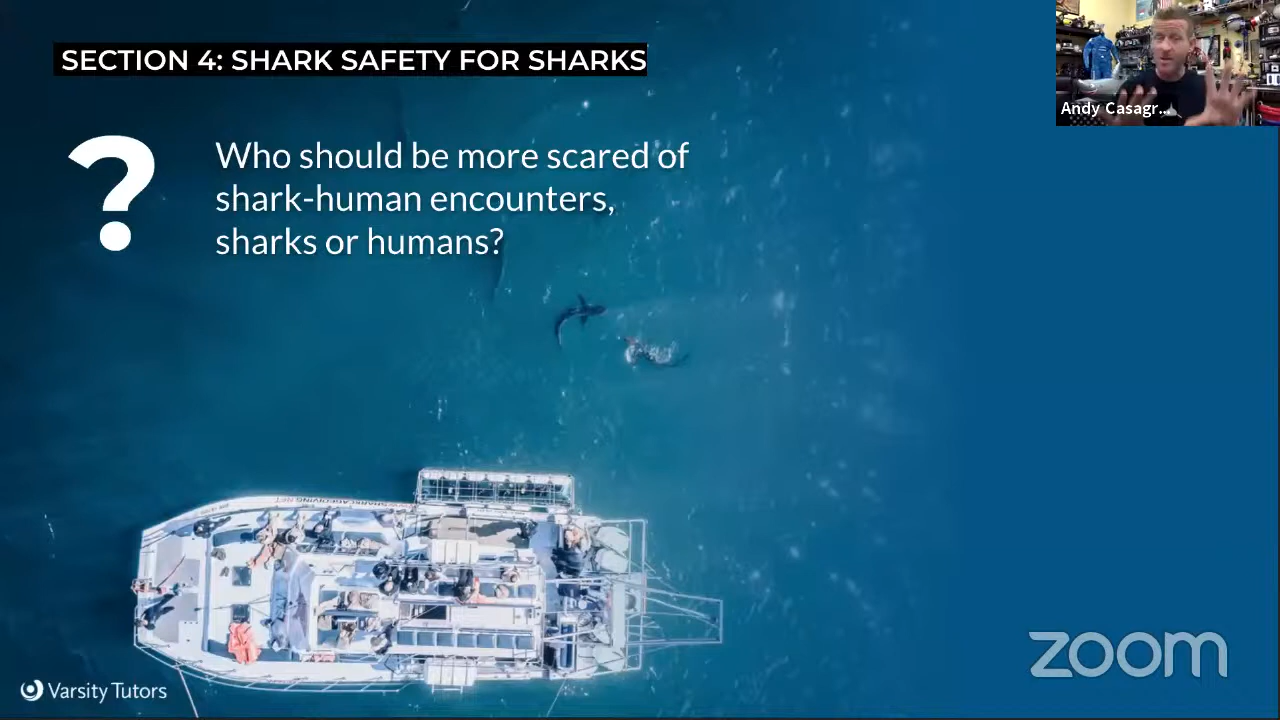 SECTION 4: SHARK SAFETY FOR SHARKS
Andy Casagr...
?
Who should be more scared of
shark-human encounters,
sharks or humans?
Varsity Tutors
zoom